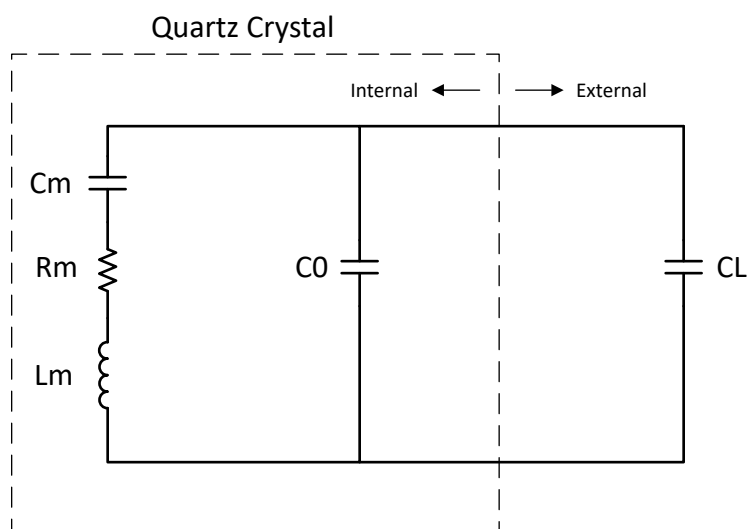 Quartz Crystal
Internal External
Cm
Rm
C0 CL
Lm